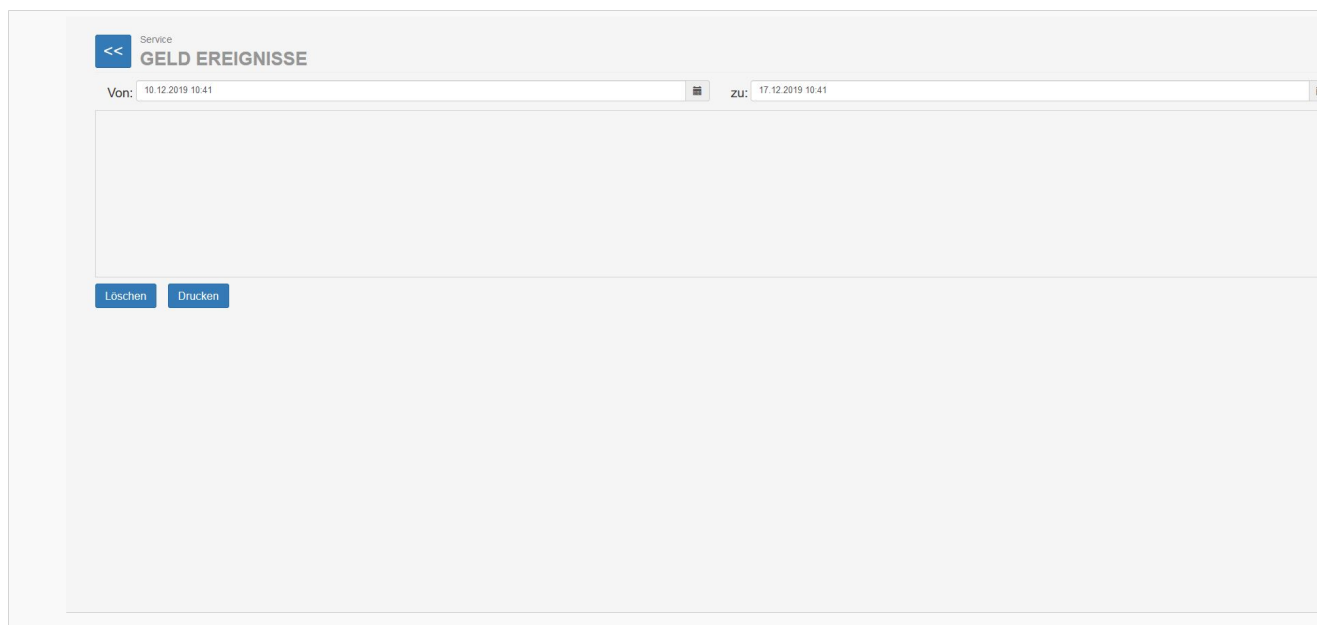 Service
<< GELD EREIGNISSE
Von: 10.12.2019 10:41 zu: 17.12.2019 10:41
Löschen Drucken